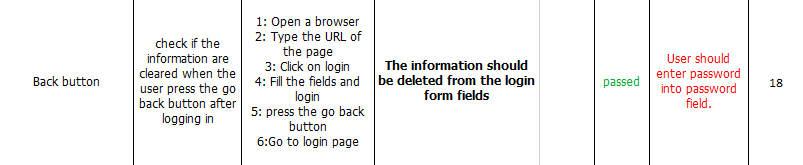 Back button
check if the
information are
cleared when the
user press the go
back button after
logging in
1: Open a browser
2: Type the URL of
the page
3: Click on login
4: Fill the fields and
login
5: press the go back
button
6:Go to login page
The information should
be deleted from the login
form fields
passed
User should
enter password
into password
field.
18